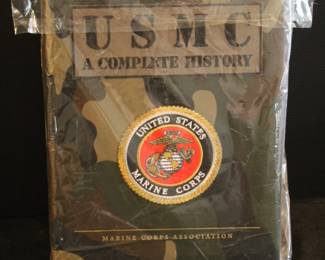 USMC
A COMPLETE HISTORY
UNITED STATES
MARINE CORPS
MARINE CORPS ASSOCIATION